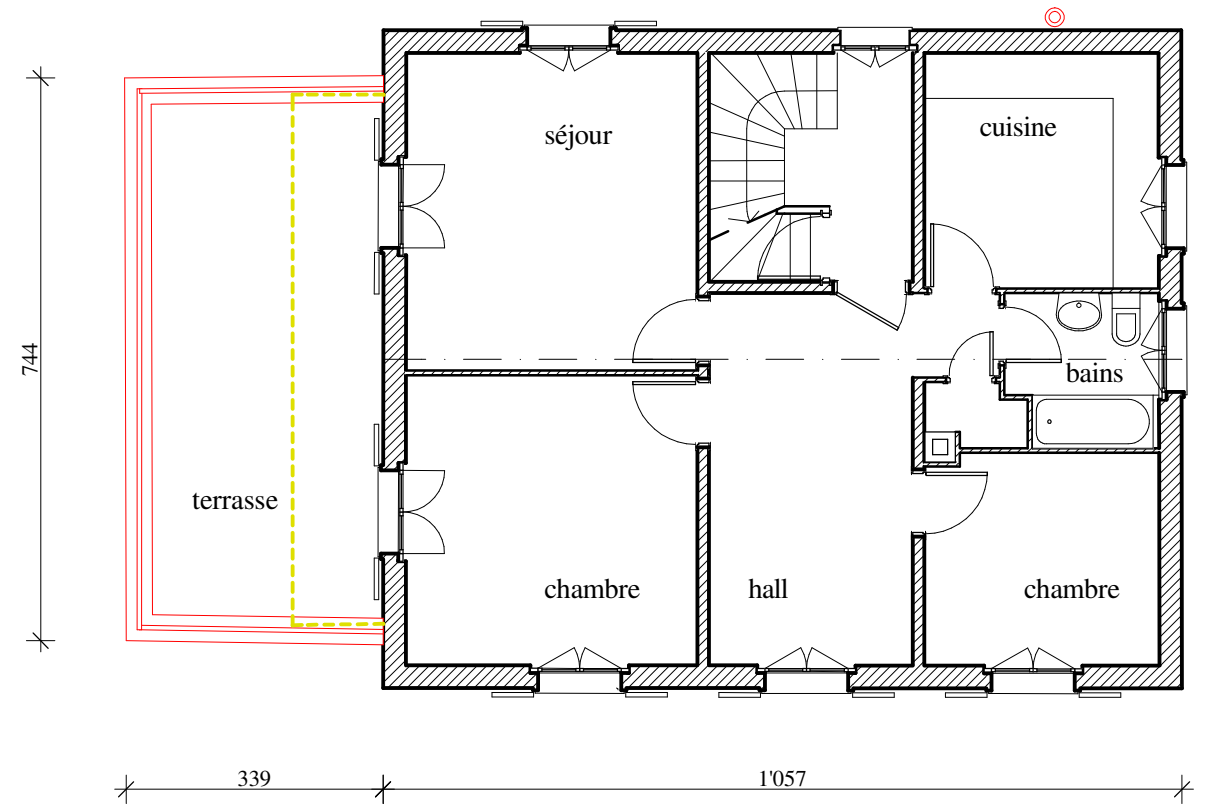 séjour
cuisine
744
bains
terrasse
chambre
hall
chambre
339
1'057